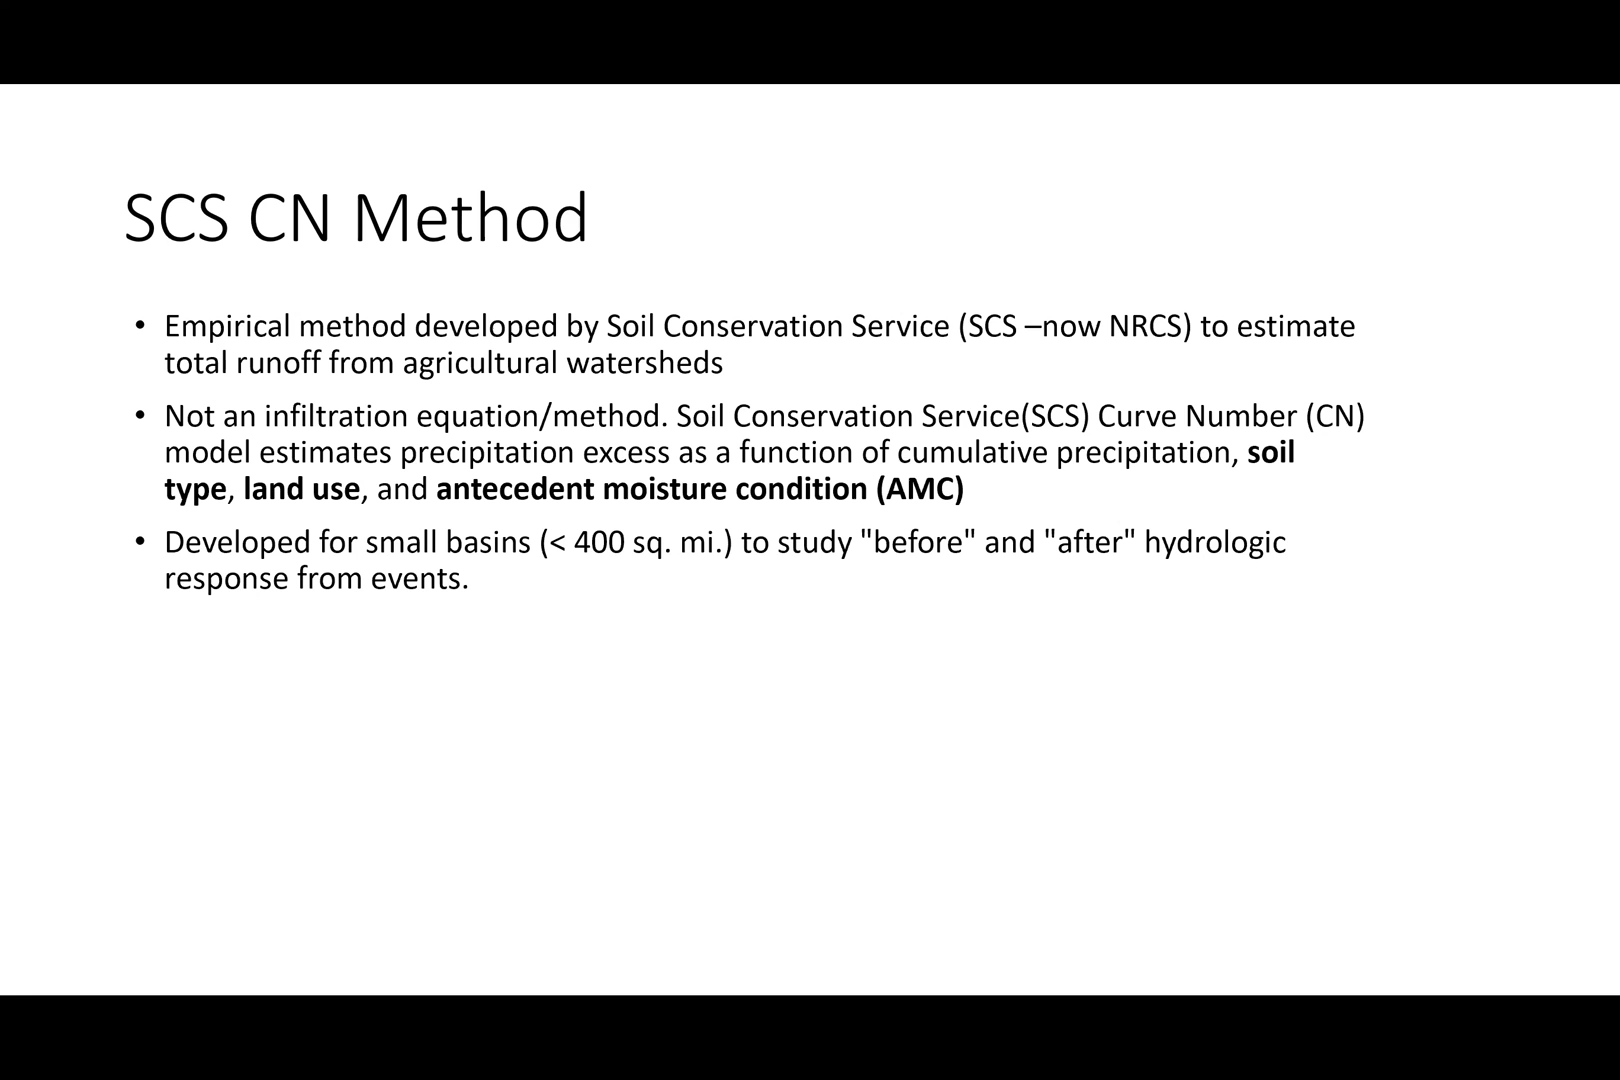 SCS CN Method
• Empirical method developed by Soil Conservation Service (SCS –now NRCS) to estimate
total runoff from agricultural watersheds
• Not an infiltration equation/method. Soil Conservation Service(SCS) Curve Number (CN)
model estimates precipitation excess as a function of cumulative precipitation, soil
type, land use, and antecedent moisture condition (AMC)
• Developed for small basins (< 400 sq. mi.) to study "before" and "after" hydrologic
response from events.